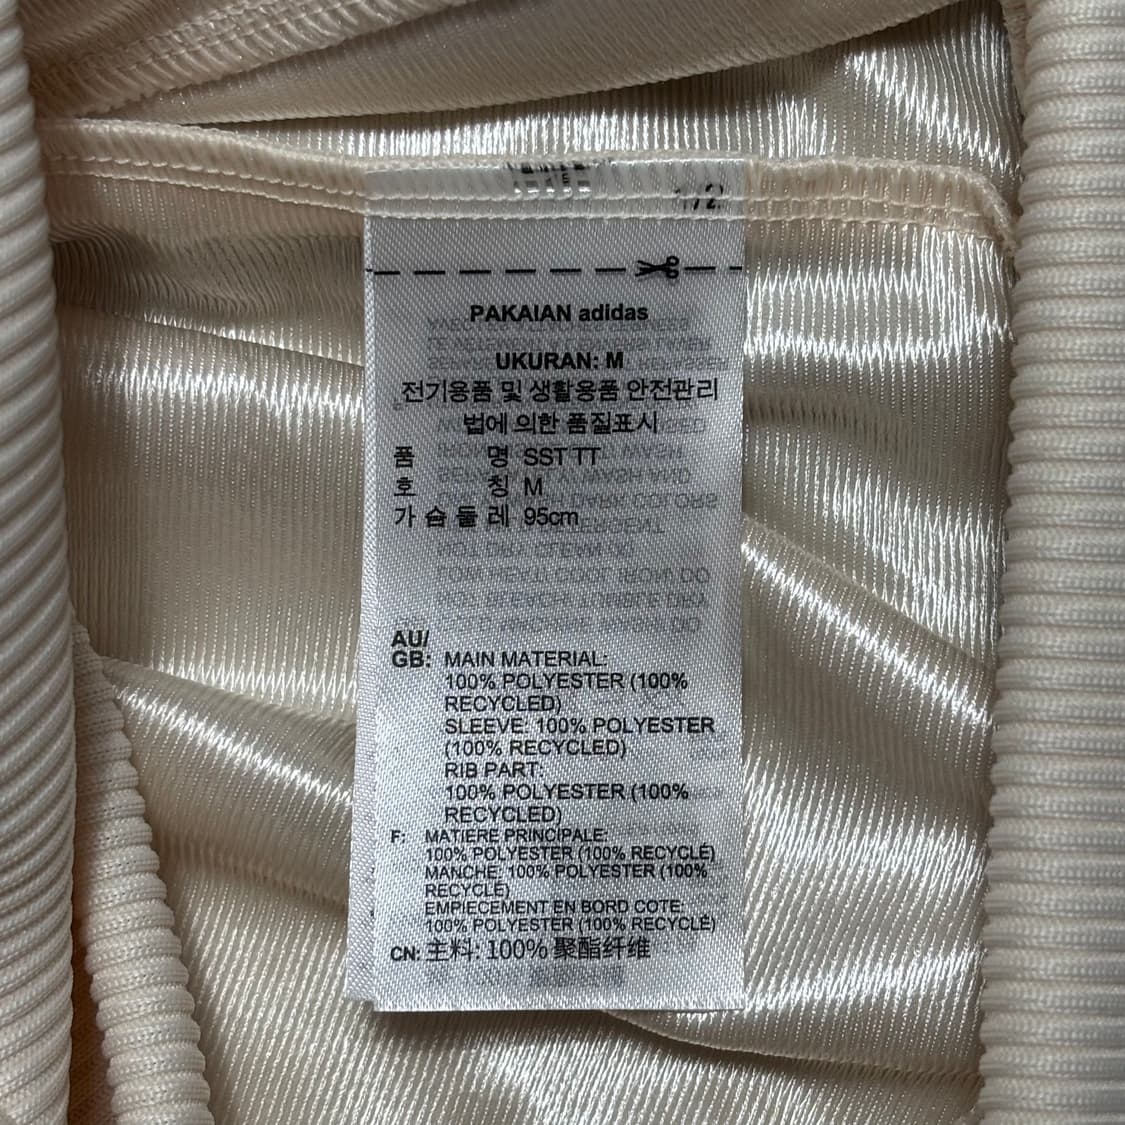 1/2
PAKAIAN adidas
UKURAN: M
전기용품 및 생활용품 안전관리
법에 의한 품질표시
품 명 SST TT
호 칭 M
가 슴 둘 레 95cm
AU/
GB: MAIN MATERIAL:
100% POLYESTER (100%
RECYCLED)
SLEEVE: 100% POLYESTER
(100% RECYCLED)
RIB PART:
100% POLYESTER (100%
RECYCLED)
F: MATIERE PRINCIPALE:
100% POLYESTER (100% RECYCLÉ)
MANCHE: 100% POLYESTER (100%
RECYCLÉ)
EMPIECEMENT EN BORD COTE:
100% POLYESTER (100% RECYCLÉ)
CN: 主料: 100% 聚酯纤维